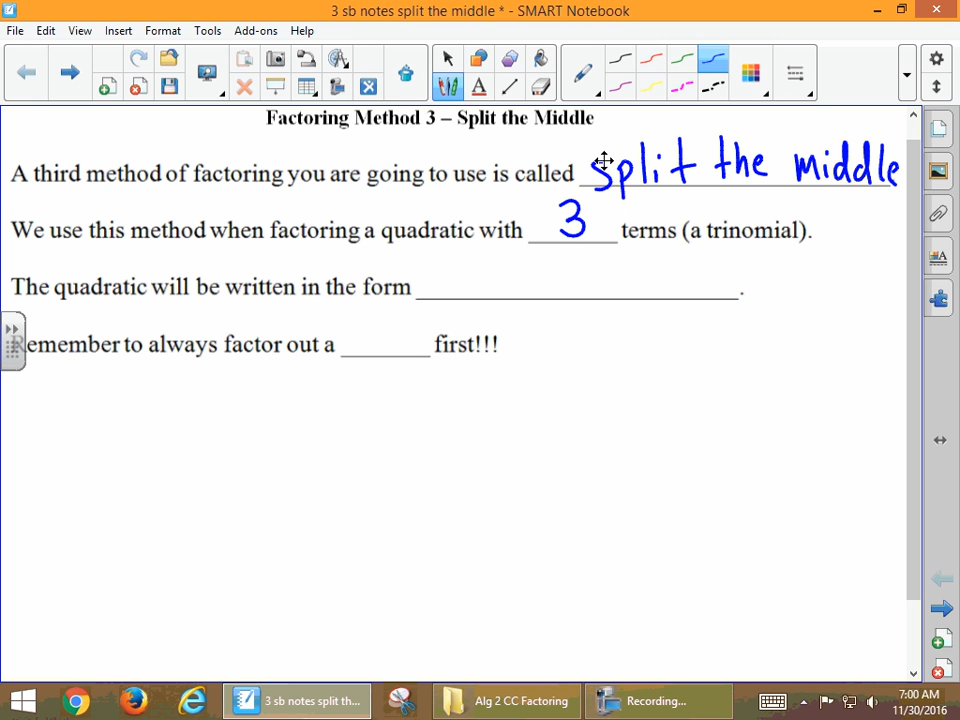 3 sb notes split the middle * - SMART Notebook
File Edit View Insert Format Tools Add-ons Help
Factoring Method 3 – Split the Middle
A third method of factoring you are going to use is called split the middle
We use this method when factoring a quadratic with 3 terms (a trinomial).
The quadratic will be written in the form ____________.
Remember to always factor out a ______ first!!!
3 sb notes split th... Alg 2 CC Factoring Recording... 7:00 AM
11/30/2016